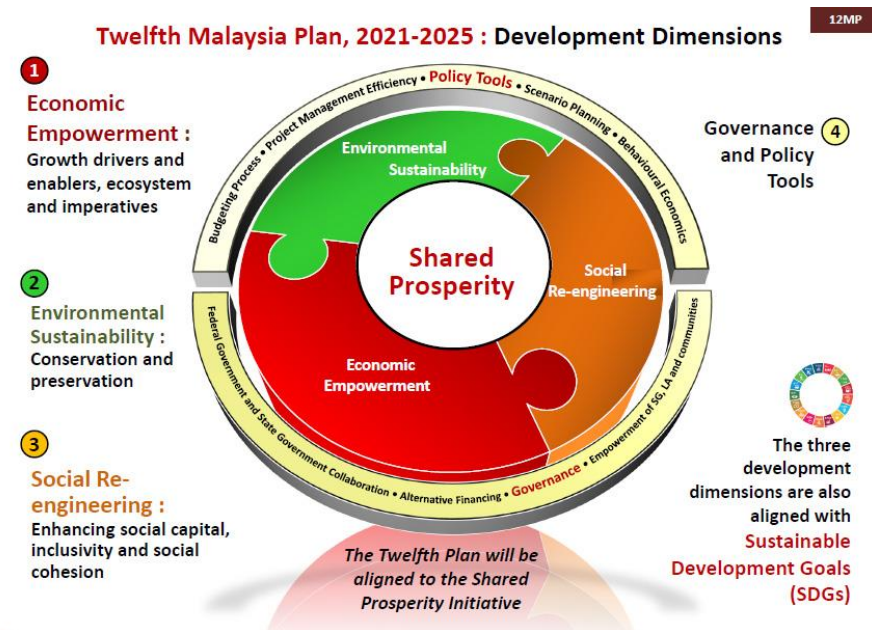 12MP
Twelfth Malaysia Plan, 2021-2025 : Development Dimensions
1
Economic
Empowerment :
Growth drivers and
enablers, ecosystem
and imperatives
2
Environmental
Sustainability :
Conservation and
preservation
3
Social Re-
engineering :
Enhancing social capital,
inclusivity and social
cohesion
Budgeting Process • Project Management Efficiency • Policy Tools • Scenario Planning • Behavioural Economics
Environmental
Sustainability
Shared
Prosperity
Social
Re-engineering
Economic
Empowerment
Federal Government and State Government Collaboration • Alternative Financing • Governance • Empowerment of SG, LA and communities
The Twelfth Plan will be
aligned to the Shared
Prosperity Initiative
Governance
and Policy
Tools
4
The three
development
dimensions are also
aligned with
Sustainable
Development Goals
(SDGs)